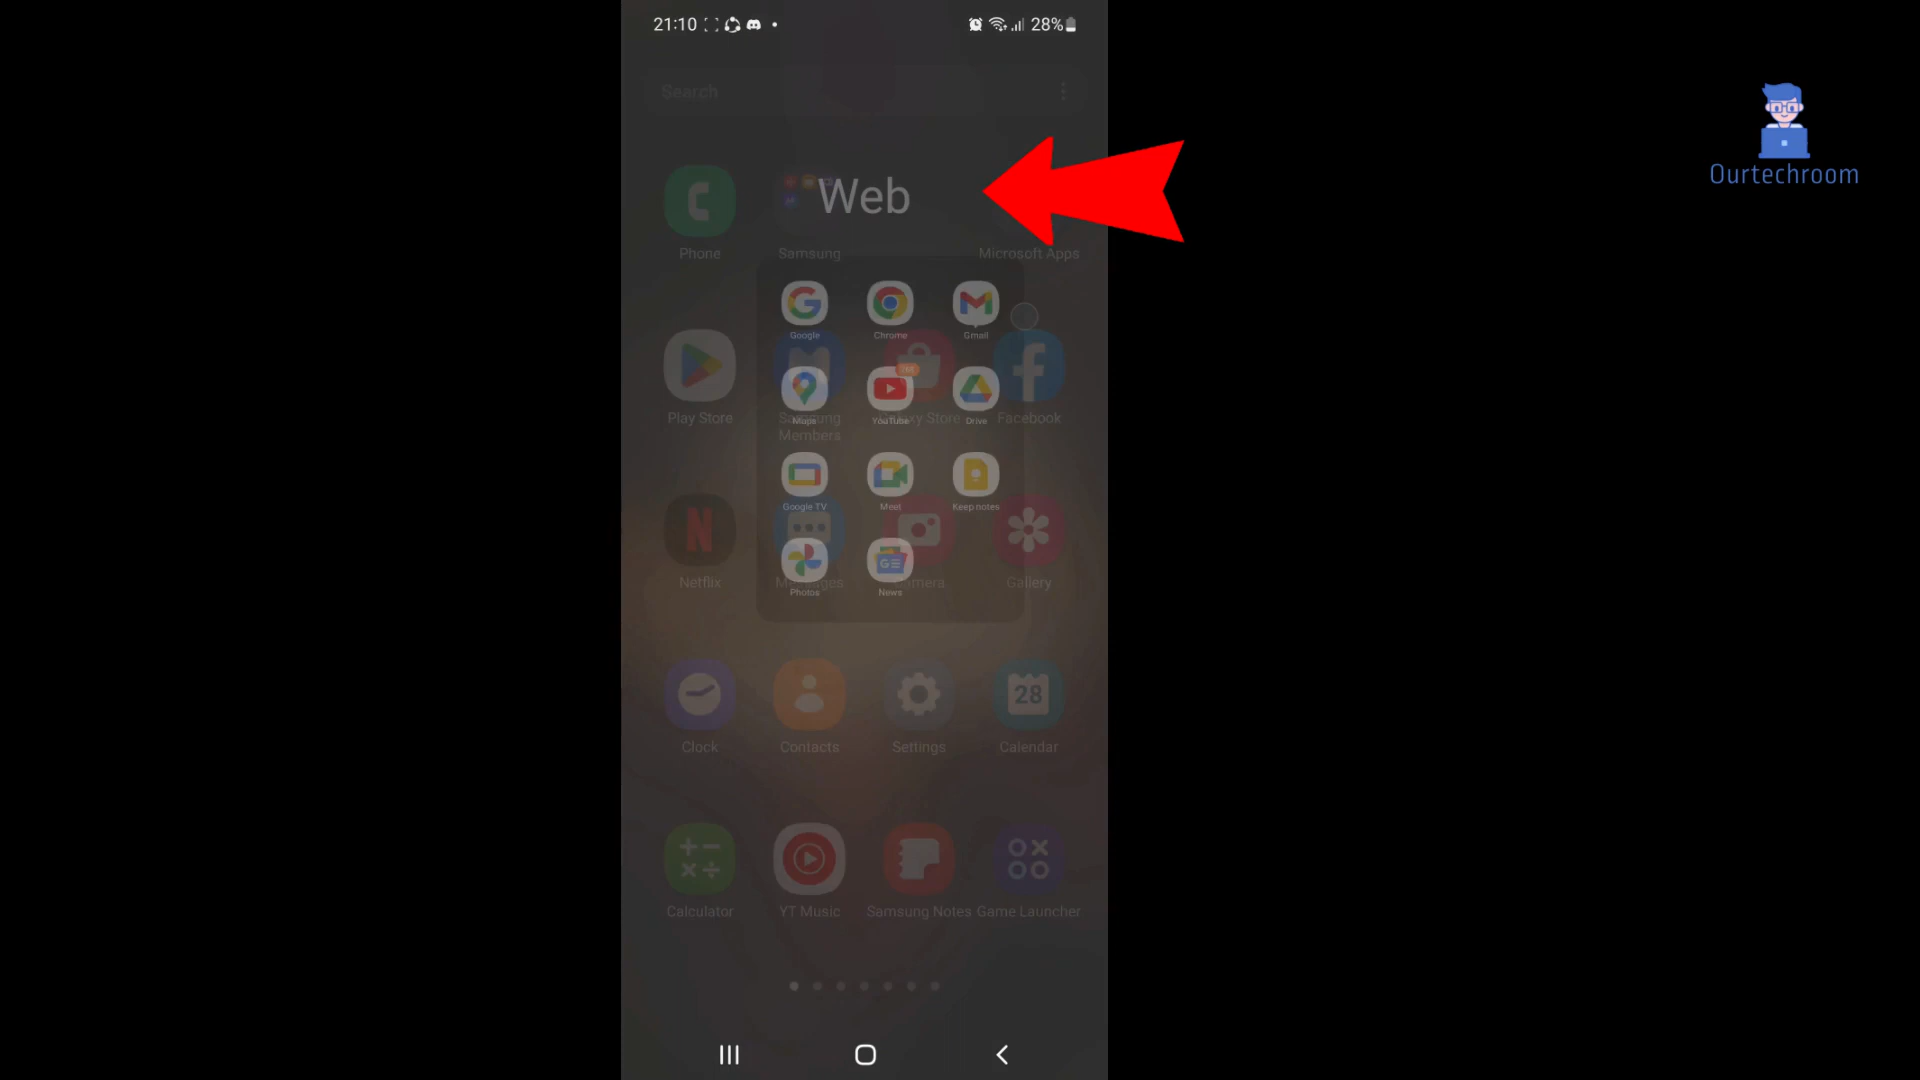 21:10 28%
Search
Web
Phone Samsung Microsoft Apps
Google Chrome Gmail
Hot
Play Store Samsung Members Galaxy Store Facebook
Maps YouTube Drive
Google TV Meet Keep notes
Netflix Messages Camera Gallery
Photos News
28
Clock Contacts Settings Calendar
Calculator YT Music Samsung Notes Game Launcher
Ourtechroom